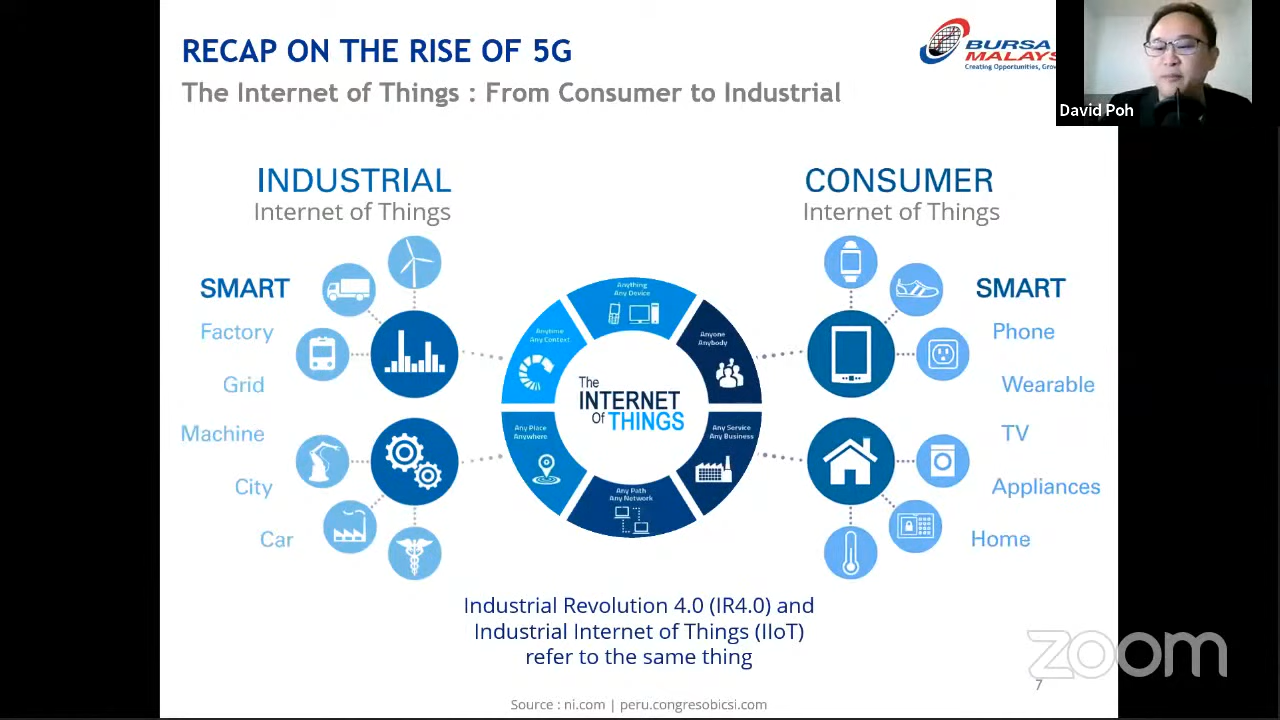 RECAP ON THE RISE OF 5G
The Internet of Things : From Consumer to Industrial
BURSA
MALAYS
Creating Opportunities, Grow
David Poh
INDUSTRIAL
Internet of Things
SMART
Factory
Grid
Machine
City
Car
Anything
Any Device
Anytime
Any Context
Anyone
Anybody
The
INTERNET
Of THINGS
Any Place
Anywhere
Any Service
Any Business
Any Path
Any Network
CONSUMER
Internet of Things
SMART
Phone
Wearable
TV
Appliances
Home
Industrial Revolution 4.0 (IR4.0) and
Industrial Internet of Things (IIoT)
refer to the same thing
zoom
7
Source : ni.com | peru.congresobicsi.com